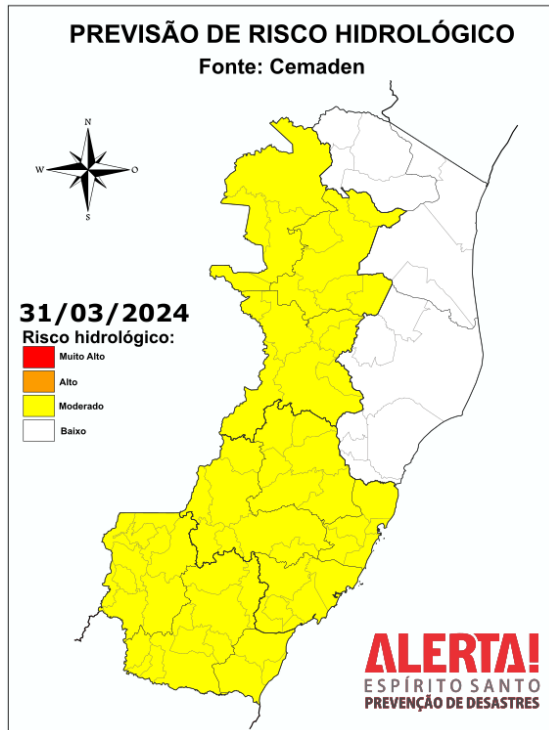 PREVISÃO DE RISCO HIDROLÓGICO
Fonte: Cemaden
N
W
O
S
31/03/2024
Risco hidrológico:
Muito Alto
Alto
Moderado
Baixo
ALERTA!
ESPÍRITO SANTO
PREVENÇÃO DE DESASTRES